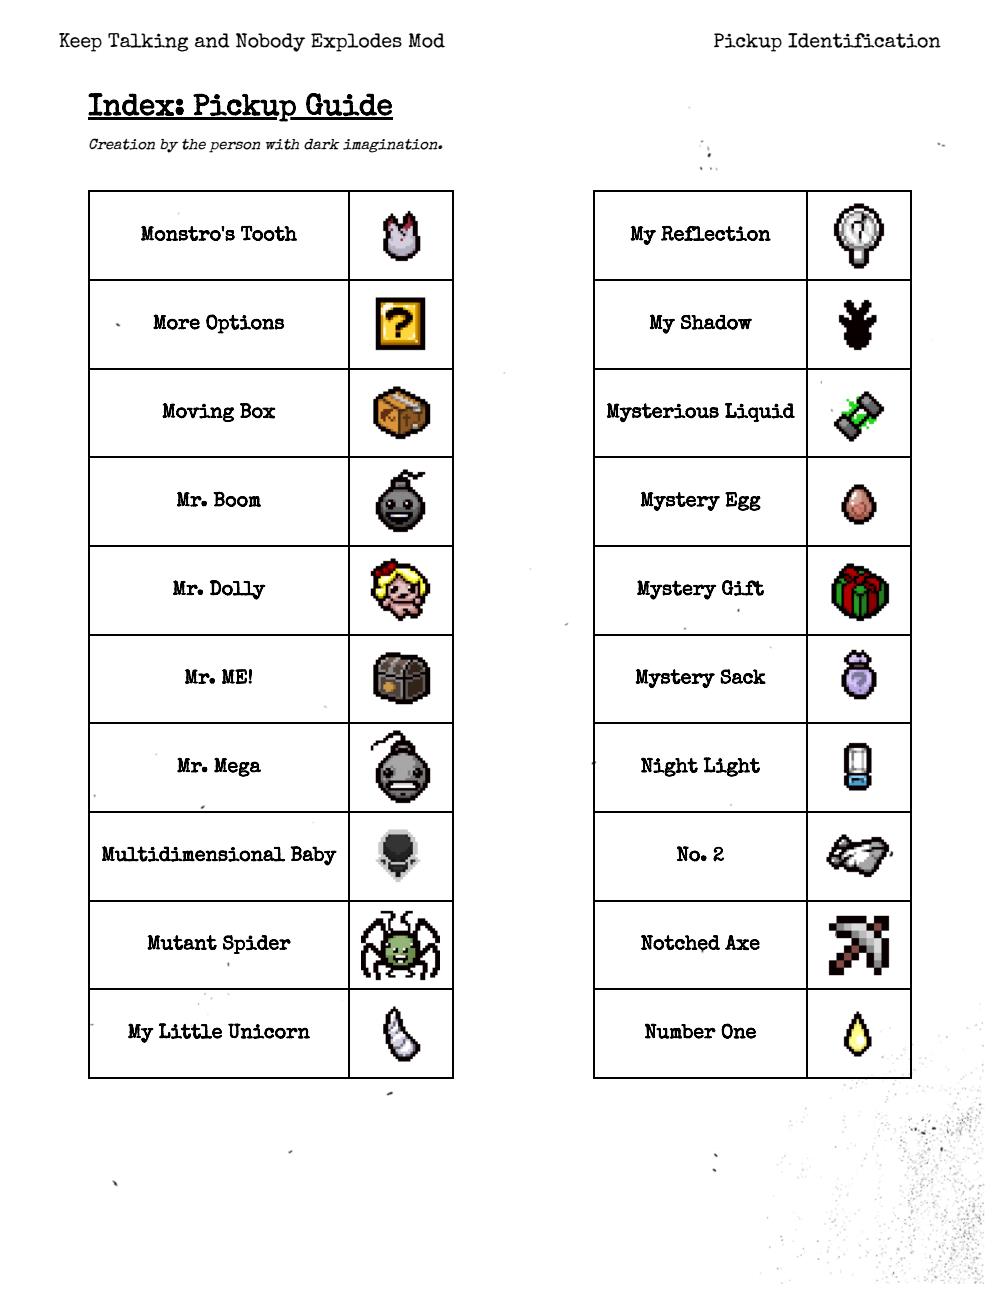 Keep Talking and Nobody Explodes Mod
Pickup Identification
Index: Pickup Guide
Creation by the person with dark imagination.
Monstro's Tooth
More Options
?
Moving Box
Mr. Boom
Mr. Dolly
Mr. ME!
Mr. Mega
Multidimensional Baby
Mutant Spider
My Little Unicorn
My Reflection
My Shadow
Mysterious Liquid
Mystery Egg
Mystery Gift
Mystery Sack
?
Night Light
No. 2
Notched Axe
Number One